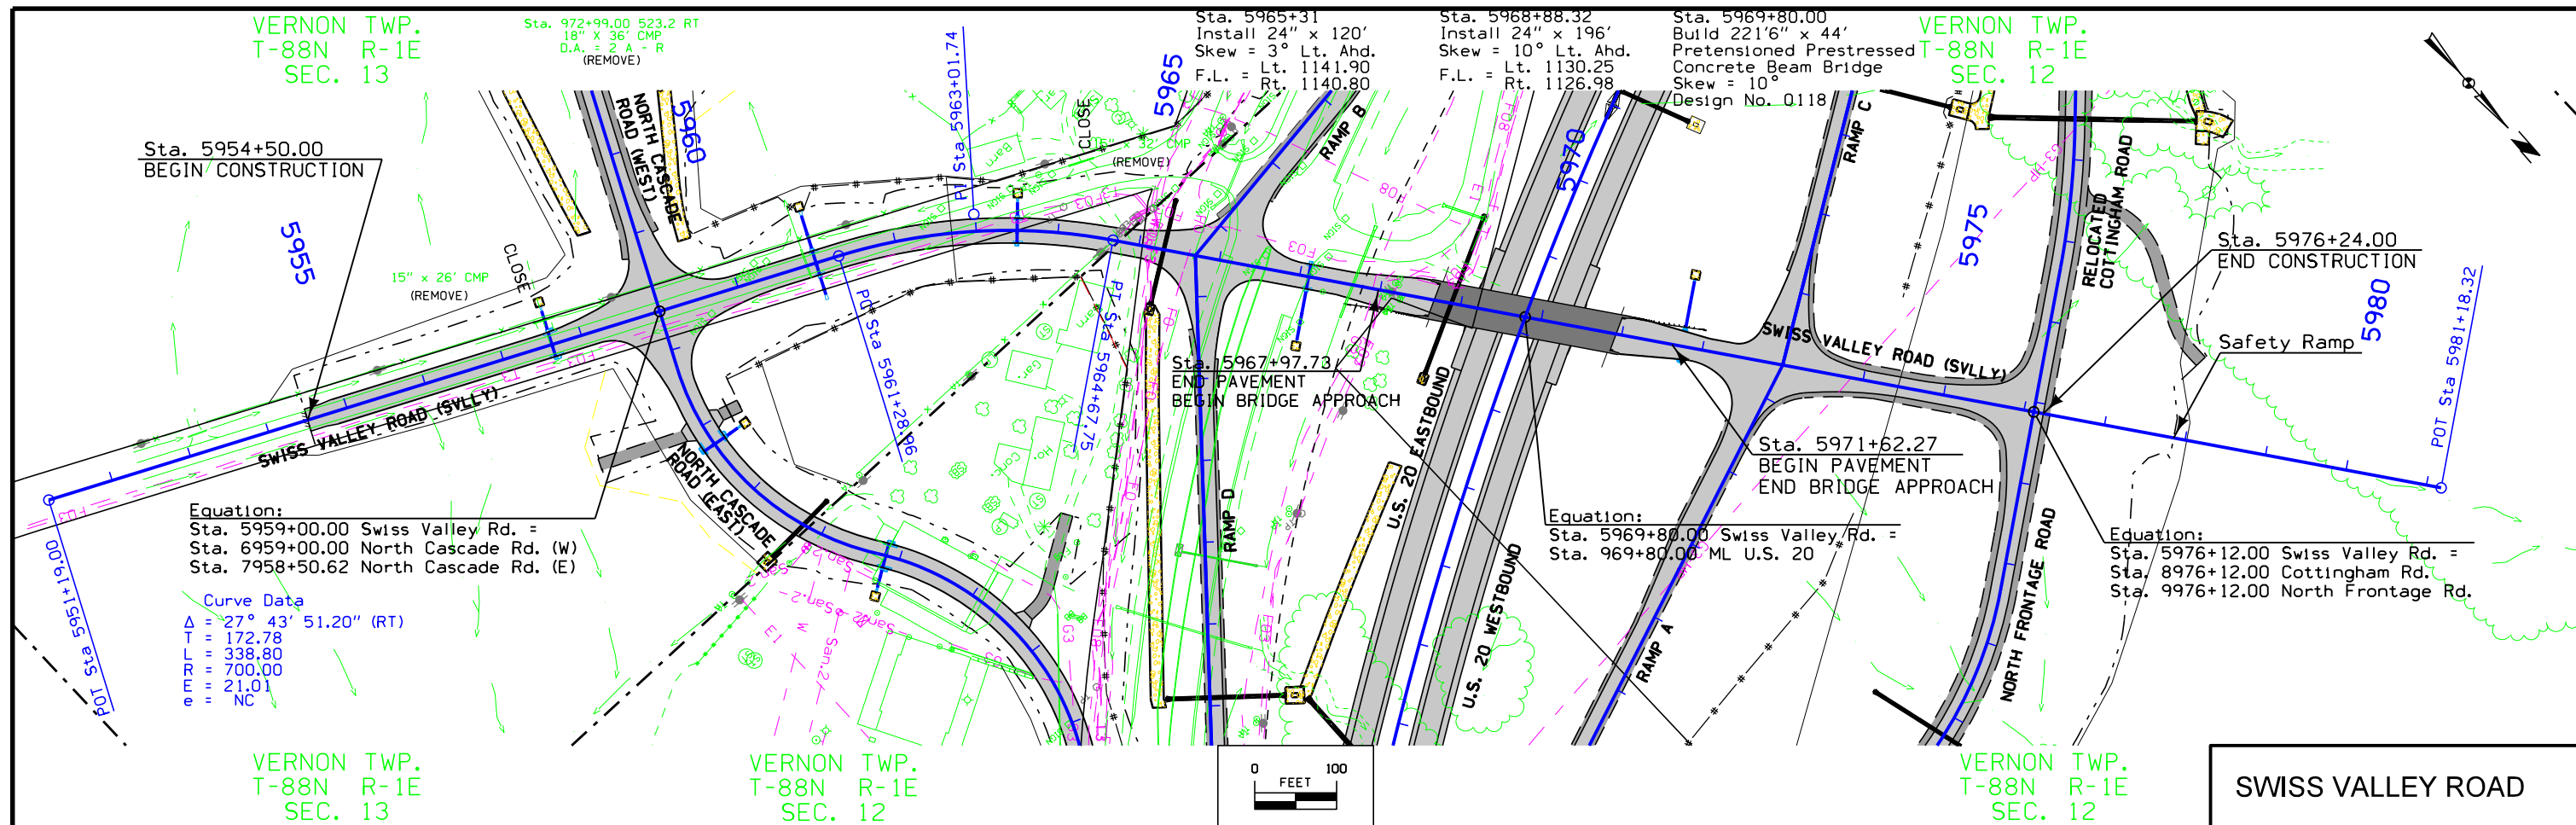 VERNON TWP.
T-88N R-1E
SEC. 13
Sta. 972+99.00 523.2 RT
18" X 36' CMP
D.A. = 2 A - R
(REMOVE)
PI Sta 5963+01.74
5965
Sta. 5965+31
Install 24" x 120'
Skew = 3° Lt. Ahd.
F.L. = Lt. 1141.90
Rt. 1140.80
Sta. 5968+88.32
Install 24" x 196'
Skew = 10° Lt. Ahd.
F.L. = Lt. 1130.25
Rt. 1126.98
Sta. 5969+80.00
Build 221'6" x 44'
Pretensioned Prestressed
Concrete Beam Bridge
Skew = 10°
Design No. 0118
VERNON TWP.
T-88N R-1E
SEC. 12
Sta. 5954+50.00
BEGIN CONSTRUCTION
5955
NORTH CASCADE
ROAD (WEST)
5960
CLOSE
Barn
32' CMP
(REMOVE)
RAMP B
5970
RAMP C
5975
RELOCATED
COTTINGHAM ROAD
Sta. 5976+24.00
END CONSTRUCTION
5980
Safety Ramp
POT Sta 5981+18.32
CLOSE
15" x 26' CMP
(REMOVE)
SWISS VALLEY ROAD (SVLLY)
POT Sta 5961+28.96
PT Sta 5964+67.75
Barn
Gar.
Sta. 5967+97.73
END PAVEMENT
BEGIN BRIDGE APPROACH
SWISS VALLEY ROAD (SVLLY)
Sta. 5971+62.27
BEGIN PAVEMENT
END BRIDGE APPROACH
U.S. 20 EASTBOUND
U.S. 20 WESTBOUND
RAMP D
RAMP A
NORTH FRONTAGE ROAD
NORTH CASCADE
ROAD (EAST)
Equation:
Sta. 5959+00.00 Swiss Valley Rd. =
Sta. 6959+00.00 North Cascade Rd. (W)
Sta. 7958+50.62 North Cascade Rd. (E)
Equation:
Sta. 5969+80.00 Swiss Valley Rd. =
Sta. 969+80.00 ML U.S. 20
Equation:
Sta. 5976+12.00 Swiss Valley Rd. =
Sta. 8976+12.00 Cottingham Rd.
Sta. 9976+12.00 North Frontage Rd.
POT Sta 5951+19.00
Curve Data
Δ = 27° 43' 51.20" (RT)
T = 172.78
L = 338.80
R = 700.00
E = 21.01
e = NC
VERNON TWP.
T-88N R-1E
SEC. 13
VERNON TWP.
T-88N R-1E
SEC. 12
0 100
FEET
VERNON TWP.
T-88N R-1E
SEC. 12
SWISS VALLEY ROAD